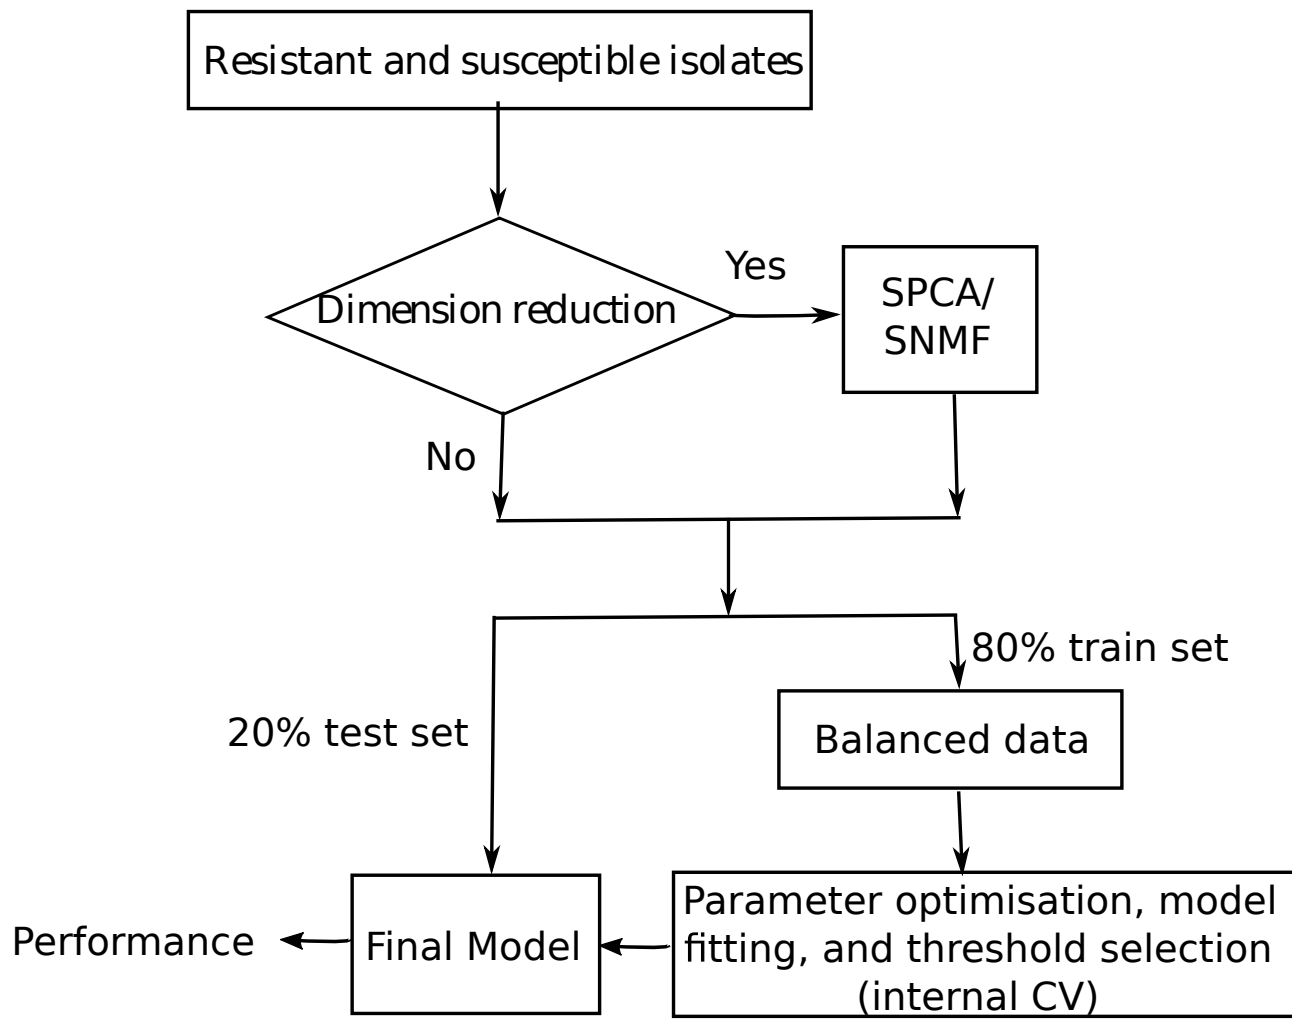 Resistant and susceptible isolates
Yes
Dimension reduction
SPCA/
SNMF
No
80% train set
20% test set
Balanced data
Parameter optimisation, model
fitting, and threshold selection
(internal CV)
Final Model
Performance